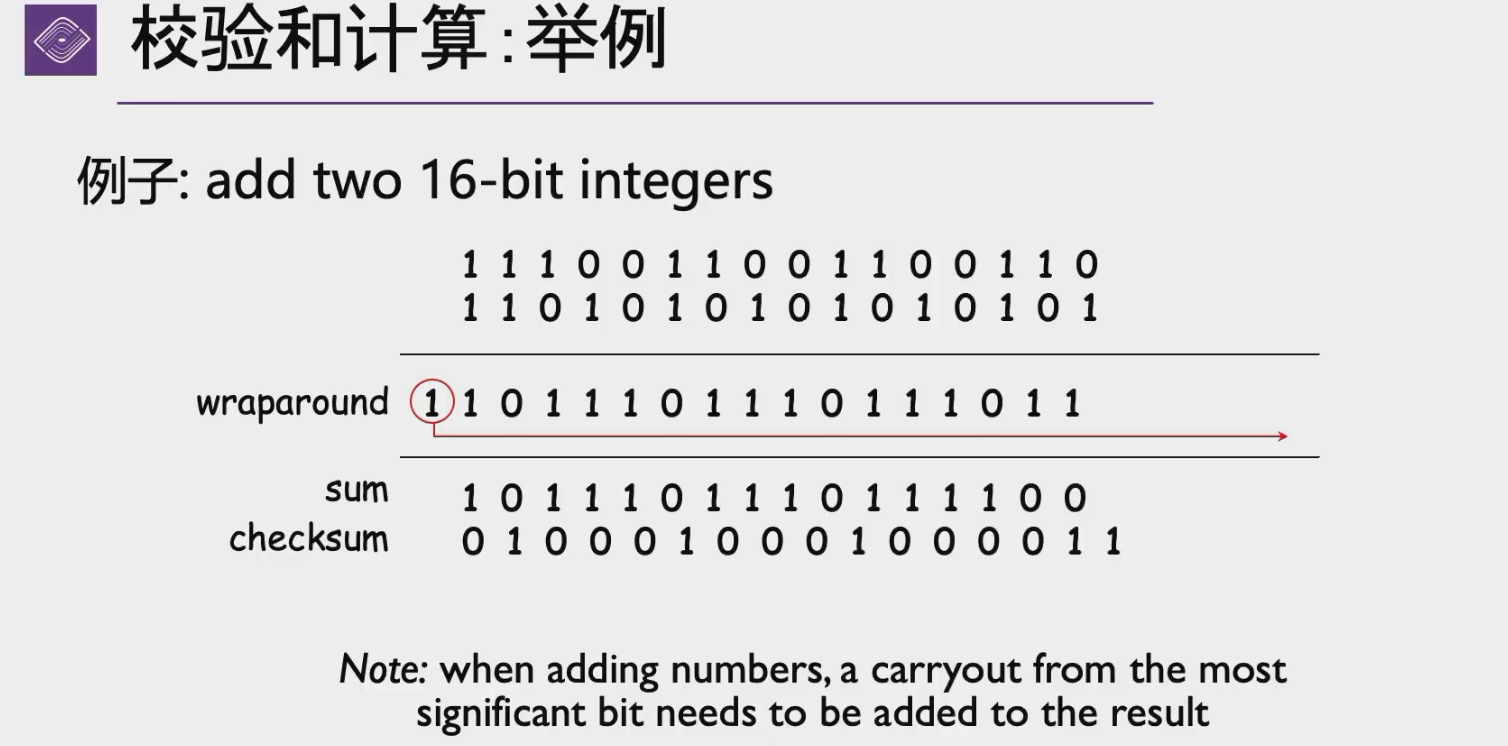 校验和计算:举例
例子: add two 16-bit integers
1 1 1 0 0 1 1 0 0 1 1 0 0 1 1 0
1 1 0 1 0 1 0 1 0 1 0 1 0 1 0 1
wraparound 1 1 0 1 1 1 0 1 1 1 0 1 1 1 0 1 1
sum 1 0 1 1 1 0 1 1 1 0 1 1 1 1 0 0
checksum 0 1 0 0 0 1 0 0 0 1 0 0 0 0 1 1
Note: when adding numbers, a carryout from the most
significant bit needs to be added to the result